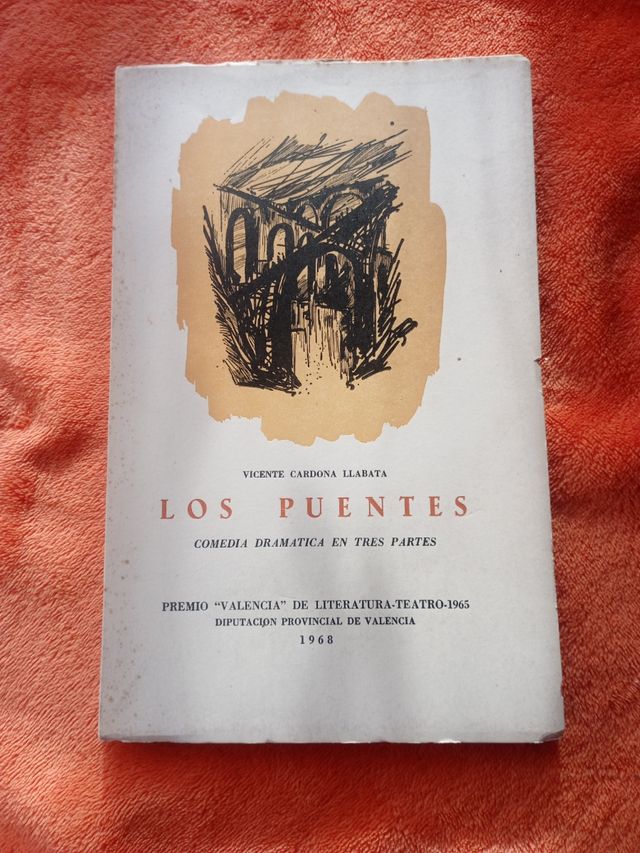 VICENTE CARDONA LLABATA
LOS PUENTES
COMEDIA DRAMATICA EN TRES PARTES
PREMIO "VALENCIA" DE LITERATURA-TEATRO-1965
DIPUTACION PROVINCIAL DE VALENCIA
1968